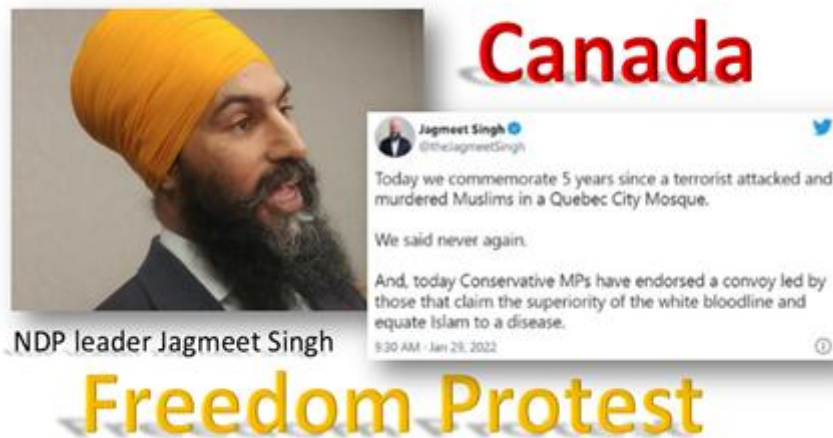 Canada
Jagmeet Singh
@theJagmeetSingh
Today we commemorate 5 years since a terrorist attacked and
murdered Muslims in a Quebec City Mosque.
We said never again.
And, today Conservative MPs have endorsed a convoy led by
those that claim the superiority of the white bloodline and
equate Islam to a disease.
9:30 AM · Jan 29, 2022
NDP leader Jagmeet Singh
Freedom Protest